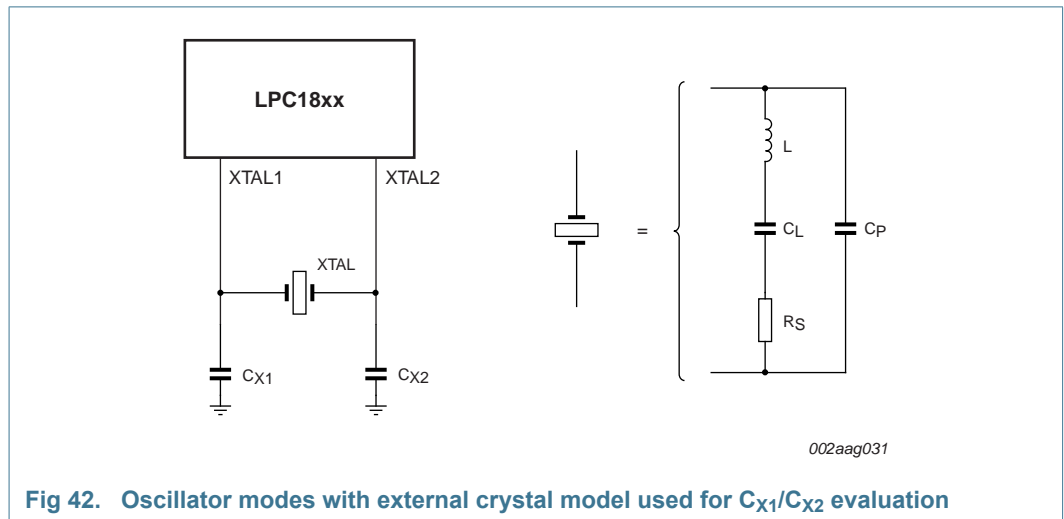 LPC18xx
XTAL1
XTAL2
XTAL
CX1
CX2
=
L
CL
CP
RS
002aag031
Fig 42. Oscillator modes with external crystal model used for CX1/CX2 evaluation